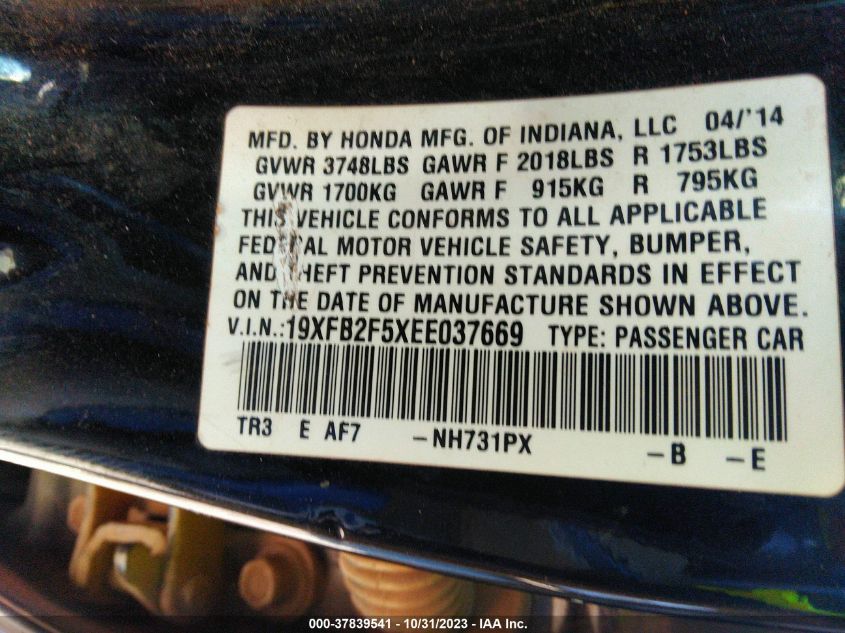 MFD. BY HONDA MFG. OF INDIANA, LLC 04/'14
GVWR 3748LBS GAWR F 2018LBS R 1753LBS
GVWR 1700KG GAWR F 915KG R 795KG
THIS VEHICLE CONFORMS TO ALL APPLICABLE
FEDERAL MOTOR VEHICLE SAFETY, BUMPER,
AND THEFT PREVENTION STANDARDS IN EFFECT
ON THE DATE OF MANUFACTURE SHOWN ABOVE.
V.I.N.:19XFB2F5XEE037669 TYPE: PASSENGER CAR
TR3 E AF7 -NH731PX -B -E
000-37839541 - 10/31/2023 - IAA Inc.